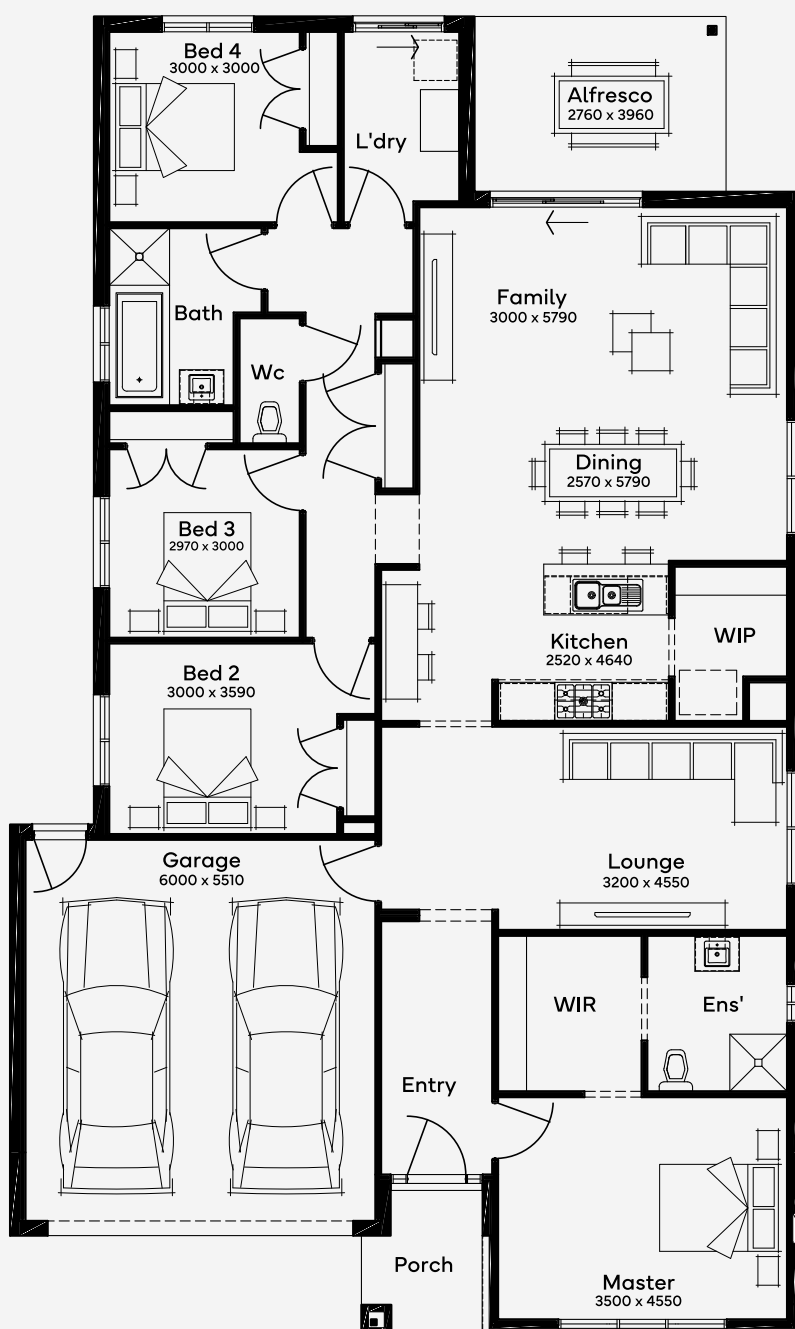 Bed 4
3000 x 3000
L'dry
Alfresco
2760 x 3960
Bath
Family
3000 x 5790
Wc
Dining
2570 x 5790
Bed 3
2970 x 3000
Kitchen
2520 x 4640
WIP
Bed 2
3000 x 3590
Garage
6000 x 5510
Lounge
3200 x 4550
WIR
Ens'
Entry
Porch
Master
3500 x 4550